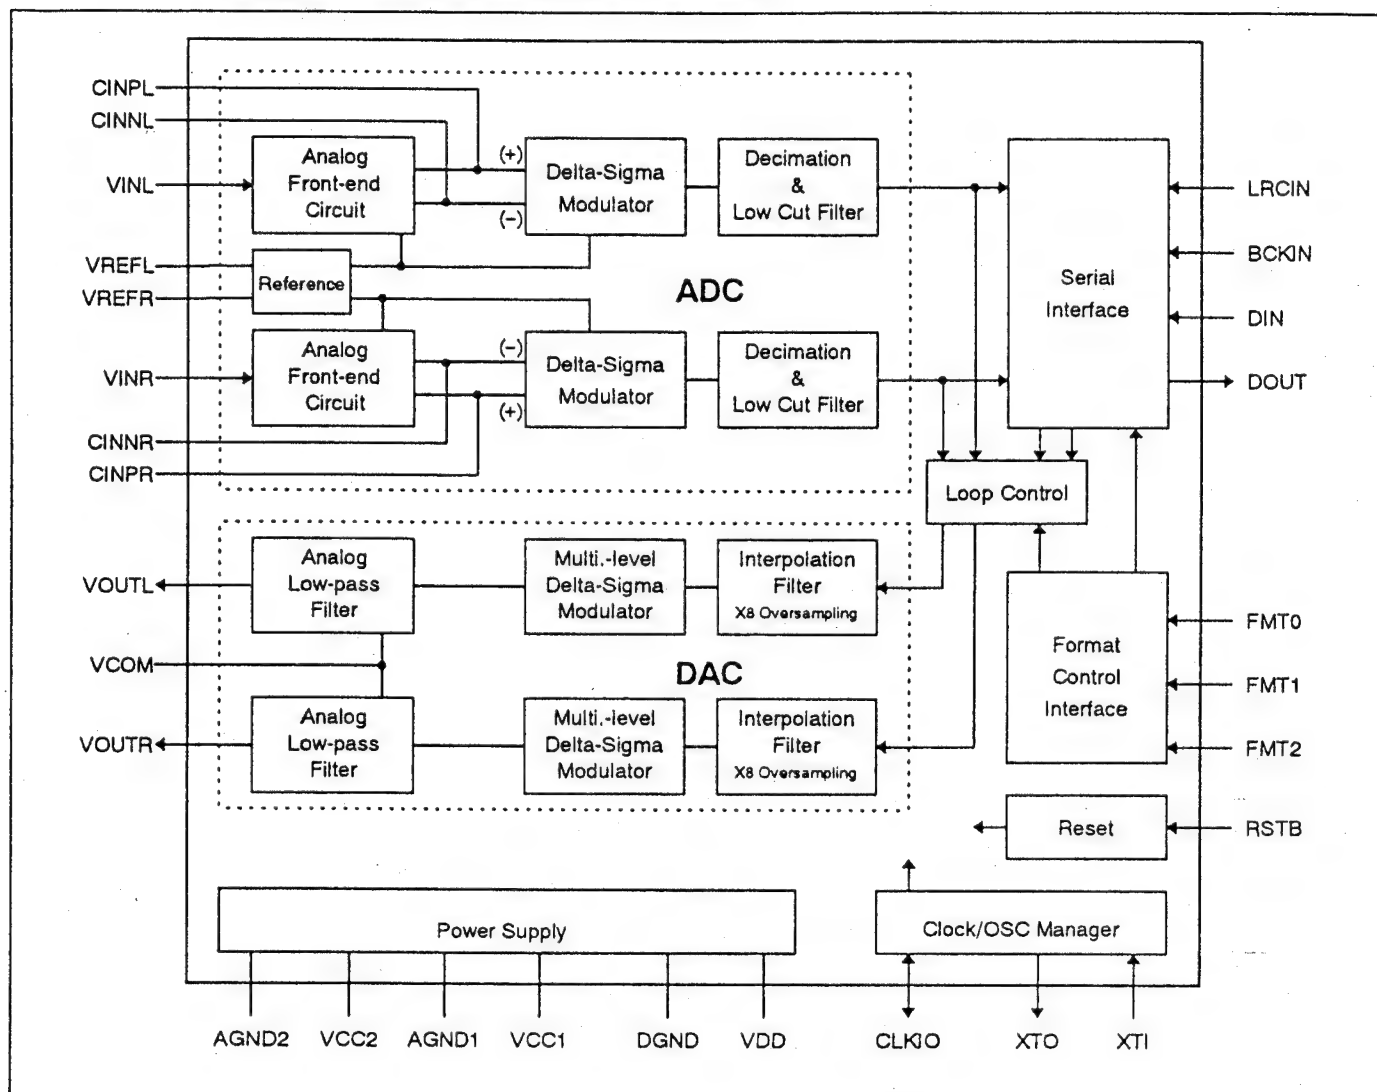 CINPL
CINNL
VINL
VREFL
VREFR
VINR
CINNR
CINPR
Analog
Front-end
Circuit
(+)
(−)
Delta-Sigma
Modulator
Decimation
&
Low Cut Filter
Reference
ADC
Analog
Front-end
Circuit
(−)
(+)
Delta-Sigma
Modulator
Decimation
&
Low Cut Filter
Serial
Interface
LRCIN
BCKIN
DIN
DOUT
Loop Control
VOUTL
VCOM
VOUTR
Analog
Low-pass
Filter
Multi.-level
Delta-Sigma
Modulator
Interpolation
Filter
X8 Oversampling
DAC
Analog
Low-pass
Filter
Multi.-level
Delta-Sigma
Modulator
Interpolation
Filter
X8 Oversampling
Format
Control
Interface
FMT0
FMT1
FMT2
Reset
RSTB
Power Supply
Clock/OSC Manager
AGND2
VCC2
AGND1
VCC1
DGND
VDD
CLKIO
XTO
XTI